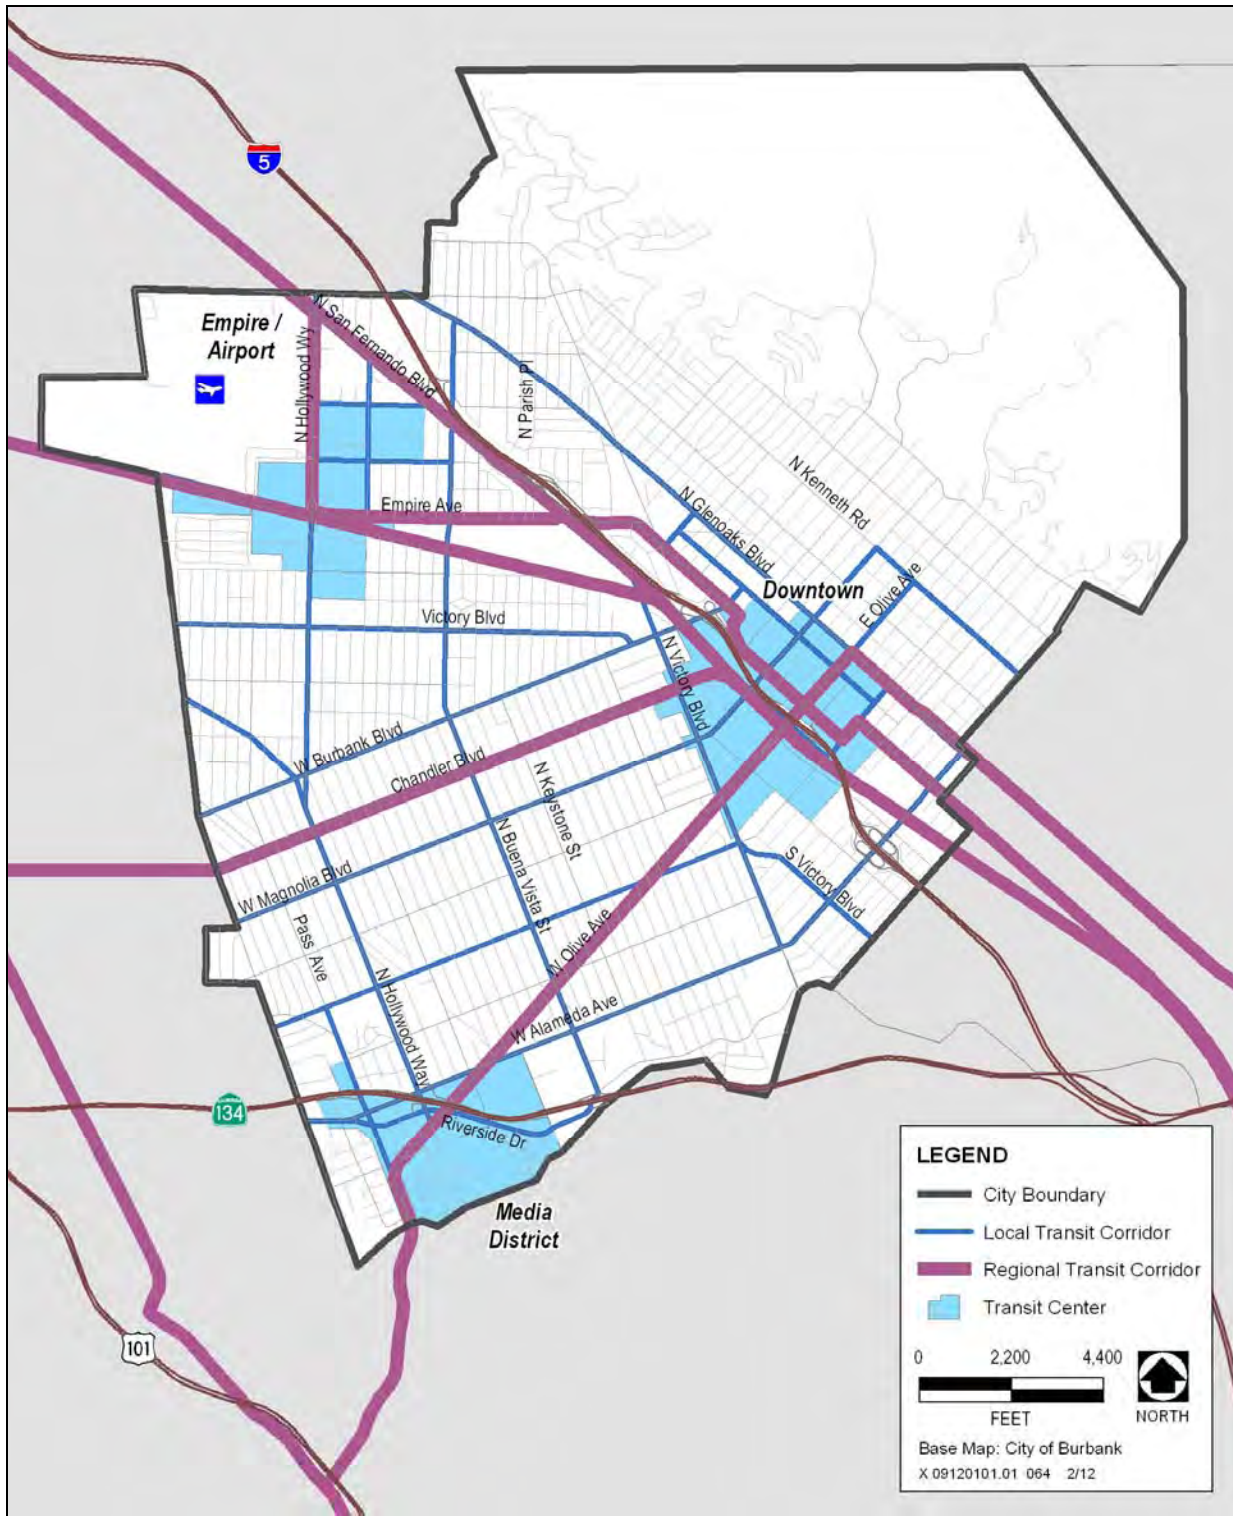 5
Empire /
Airport
N Hollywood Wy
N San Fernando Blvd
N Parish Pl
N Kenneth Rd
Empire Ave
N Glenoaks Blvd
Downtown
E Olive Ave
Victory Blvd
N Victory Blvd
W Burbank Blvd
Chandler Blvd
N Keystone St
N Buena Vista St
W Magnolia Blvd
S Victory Blvd
Pass Ave
W Olive Ave
N Hollywood Way
W Alameda Ave
134
Riverside Dr
Media
District
101
LEGEND
City Boundary
Local Transit Corridor
Regional Transit Corridor
Transit Center
0 2,200 4,400
FEET
NORTH
Base Map: City of Burbank
X 09120101.01 064 2/12